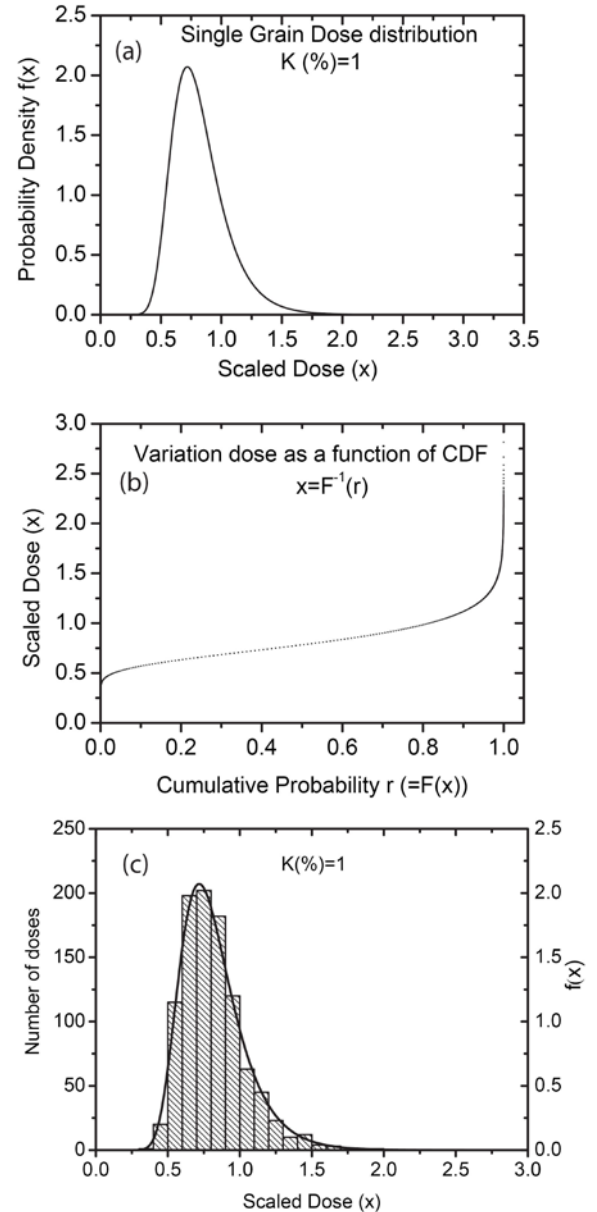 (a)
Single Grain Dose distribution
K (%)=1
Probability Density f(x)
2.5
2.0
1.5
1.0
0.5
0.0
0.0 0.5 1.0 1.5 2.0 2.5 3.0 3.5
Scaled Dose (x)
Variation dose as a function of CDF
(b)
x=F⁻¹(r)
Scaled Dose (x)
3.0
2.5
2.0
1.5
1.0
0.5
0.0
0.0 0.2 0.4 0.6 0.8 1.0
Cumulative Probability r (=F(x))
(c)
K(%)=1
Number of doses
250
200
150
100
50
0
2.5
2.0
1.5
1.0
0.5
0.0
f(x)
0.0 0.5 1.0 1.5 2.0 2.5 3.0
Scaled Dose (x)